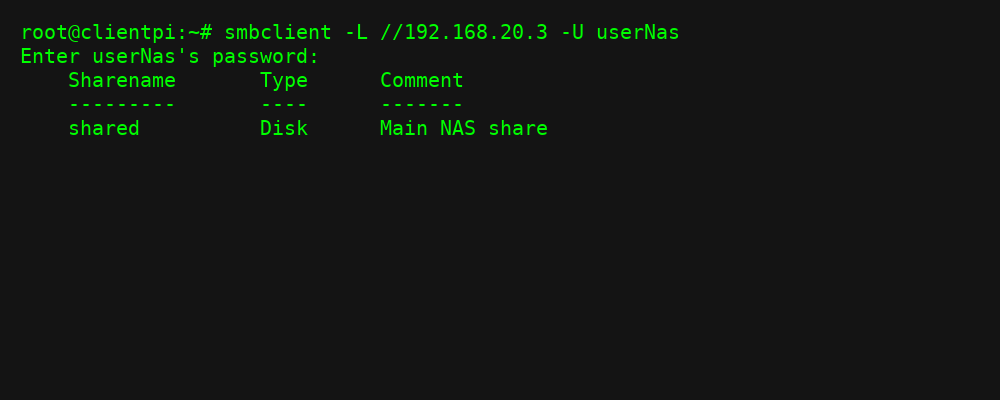 root@clientpi:~# smbclient -L //192.168.20.3 -U userNas
Enter userNas's password:
    Sharename       Type      Comment
    ---------       ----      -------
    shared          Disk      Main NAS share